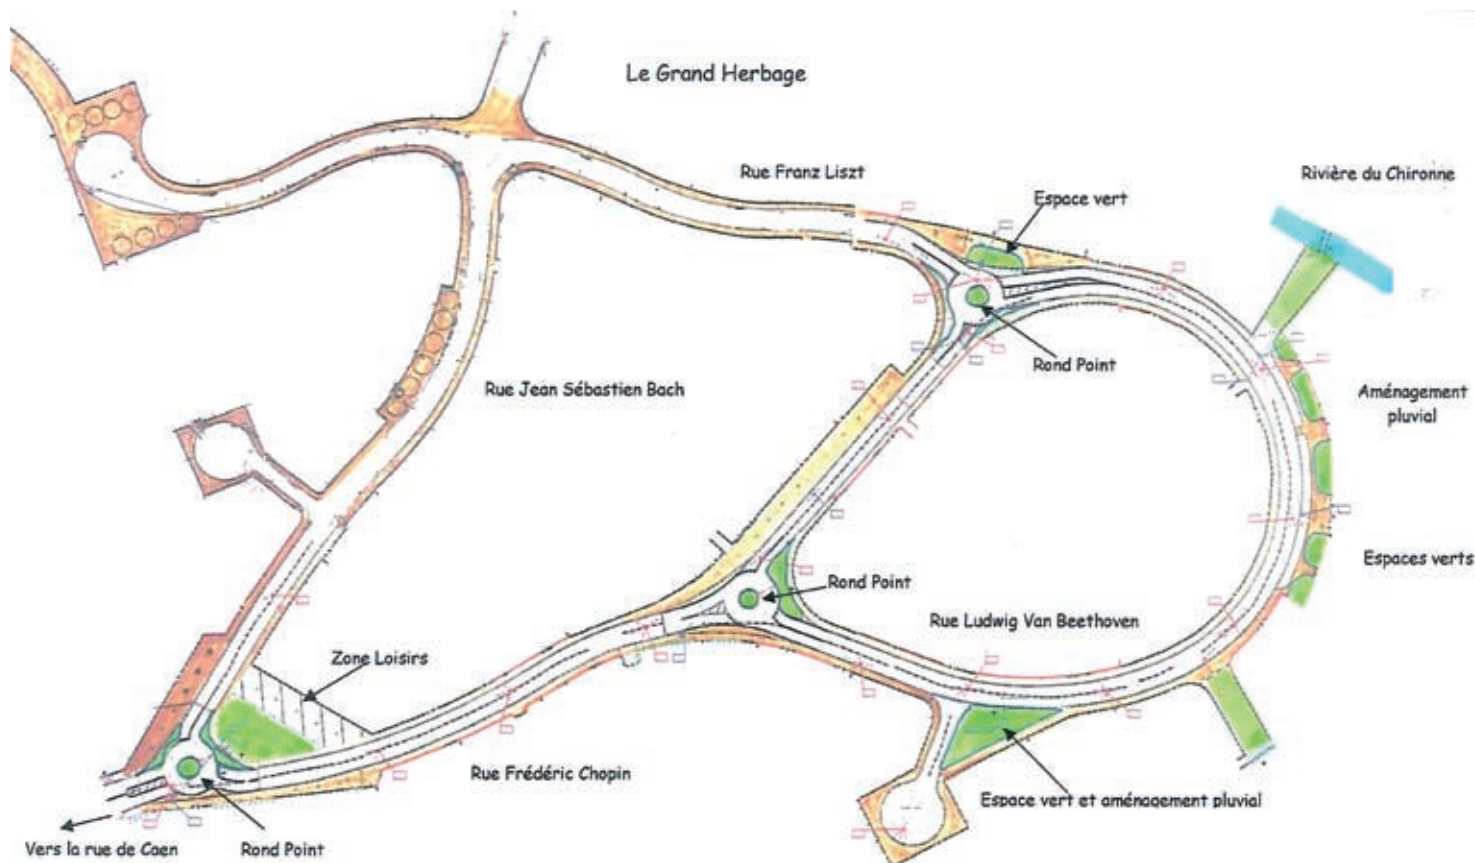 Le Grand Herbage
Rue Franz Liszt
Rivière du Chironne
Espace vert
Rond Point
Rue Jean Sébastien Bach
Aménagement
pluvial
Espaces verts
Rond Point
Rue Ludwig Van Beethoven
Zone Loisirs
Rue Frédéric Chopin
Espace vert et aménagement pluvial
Vers la rue de Caen
Rond Point